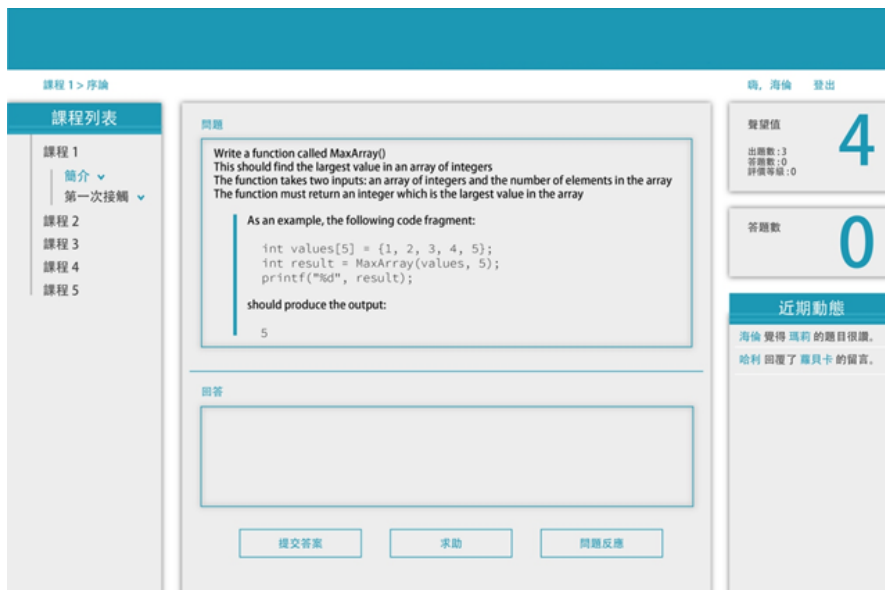 課程 1 > 序論
嗨，海倫 登出
課程列表
課程 1
簡介
第一次接觸
課程 2
課程 3
課程 4
課程 5
問題
Write a function called MaxArray()
This should find the largest value in an array of integers
The function takes two inputs: an array of integers and the number of elements in the array
The function must return an integer which is the largest value in the array
As an example, the following code fragment:
int values[5] = {1, 2, 3, 4, 5};
int result = MaxArray(values, 5);
printf("%d", result);
should produce the output:
5
回答
提交答案 求助 問題反應
聲望值
4
出題數 : 3
答題數 : 0
評價等級 : 0
答題數
0
近期動態
海倫 覺得 瑪莉 的題目很讚。
哈利 回覆了 蘿貝卡 的留言。